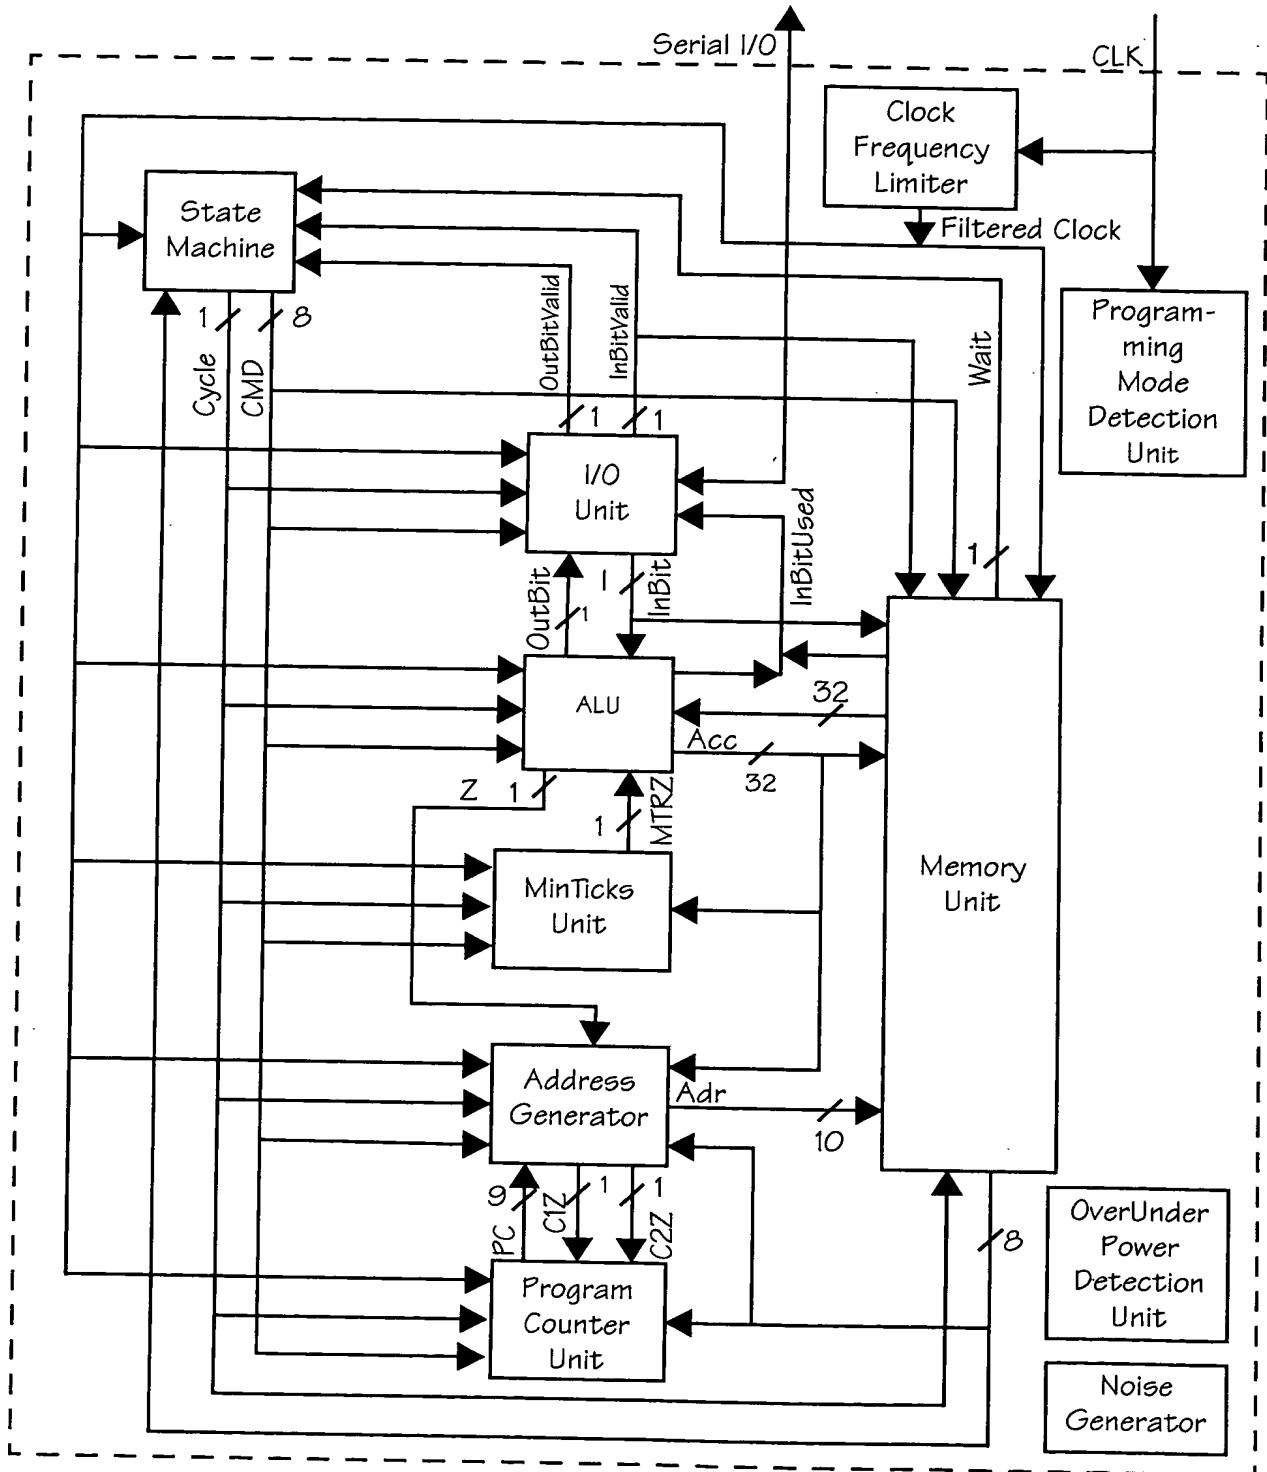 Serial I/O
CLK
Clock
Frequency
Limiter
State
Machine
Filtered Clock
Program-
ming
Mode
Detection
Unit
1
8
Cycle
CMD
OutBitValid
InBitValid
Wait
1
1
I/O
Unit
InBitUsed
1
OutBit
1
1
InBit
ALU
32
Acc
32
Z
1
1
MTRZ
MinTicks
Unit
Memory
Unit
Address
Generator
Adr
10
9
PC
C1Z
1
1
C2Z
8
Program
Counter
Unit
OverUnder
Power
Detection
Unit
Noise
Generator